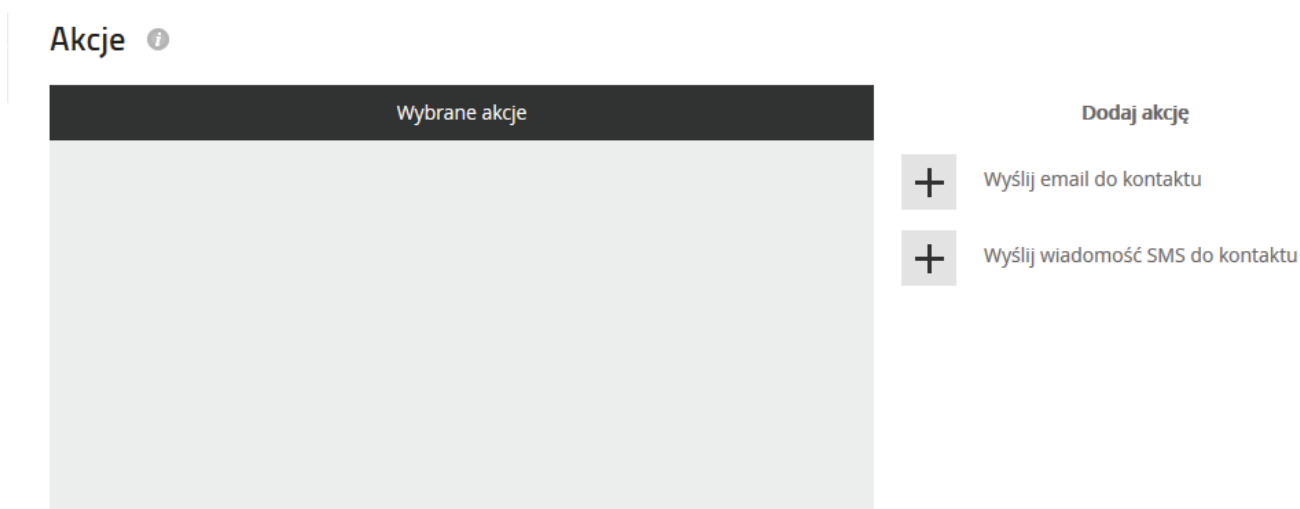 Akcje
Wybrane akcje
Dodaj akcję
Wyślij email do kontaktu
Wyślij wiadomość SMS do kontaktu